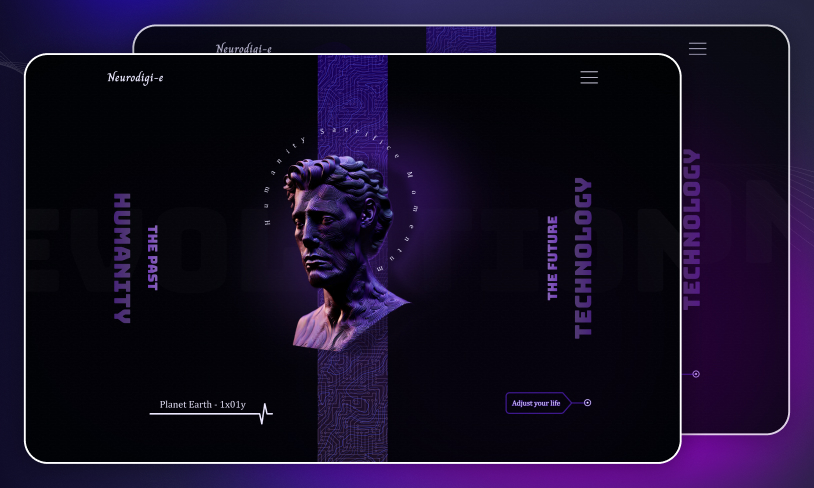 Neurodigi-e
Neurodigi-e
Humanity Sacrifice Momentum
HUMANITY
THE PAST
THE FUTURE
TECHNOLOGY
TECHNOLOGY
EVOLUTION
Planet Earth - 1x01y
Adjust your life